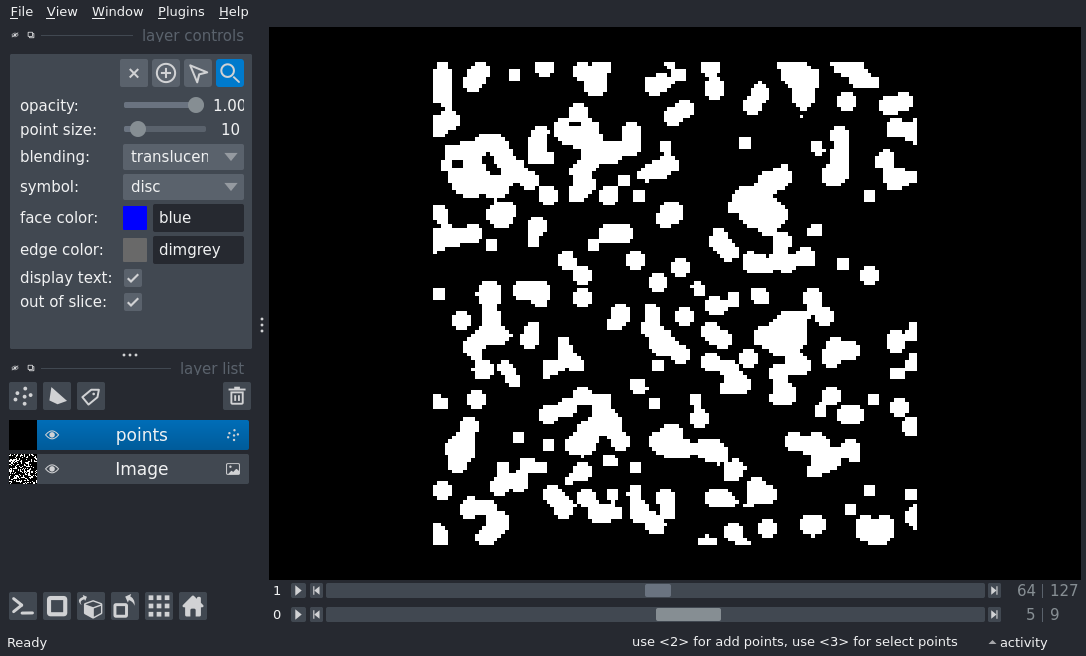 File View Window Plugins Help
layer controls
opacity: 1.00
point size: 10
blending: translucen
symbol: disc
face color: blue
edge color: dimgrey
display text:
out of slice:
layer list
points
Image
1 64 | 127
0 5 | 9
Ready use <2> for add points, use <3> for select points activity